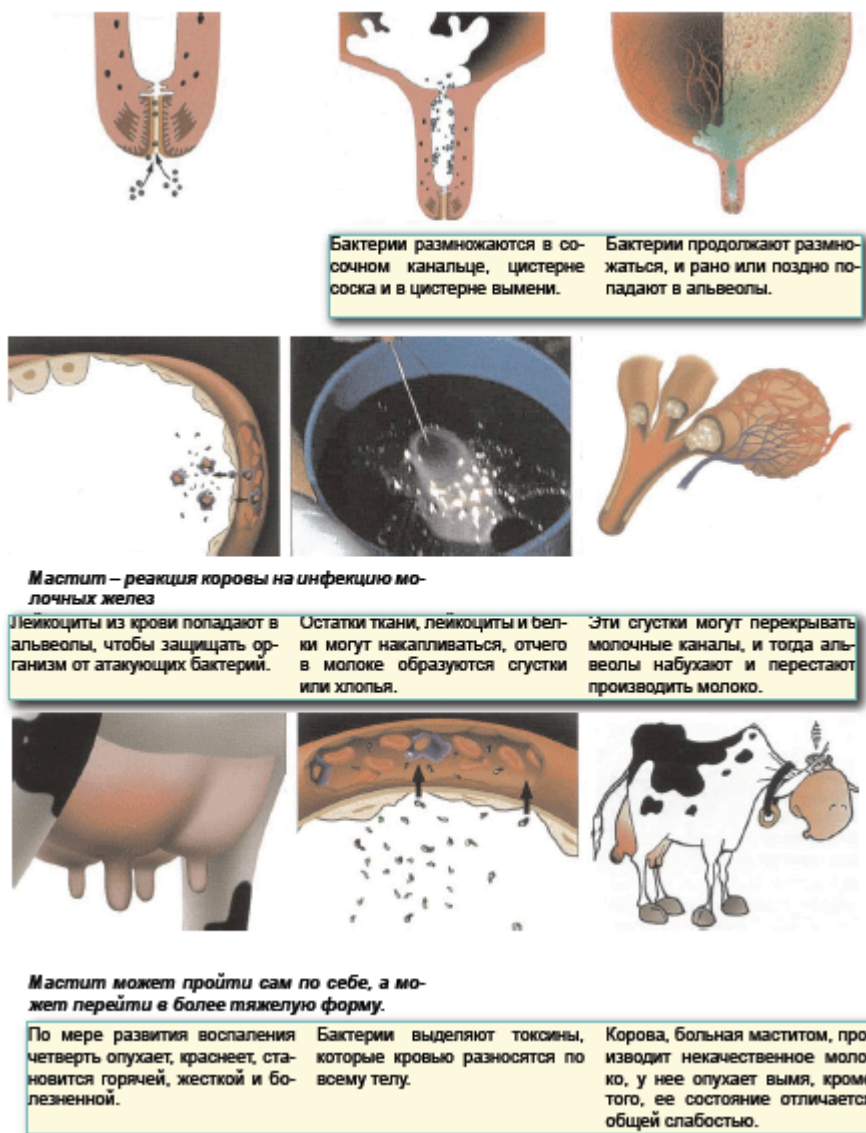 Бактерии размножаются в со-
сочном канальце, цистерне
соска и в цистерне вымени.
Бактерии продолжают размно-
жаться, и рано или поздно по-
падают в альвеолы.
Мастит – реакция коровы на инфекцию мо-
лочных желез
Лейкоциты из крови попадают в
альвеолы, чтобы защищать ор-
ганизм от атакующих бактерий.
Остатки ткани, лейкоциты и бел-
ки могут накапливаться, отчего
в молоке образуются сгустки
или хлопья.
Эти сгустки могут перекрывать
молочные каналы, и тогда аль-
веолы набухают и перестают
производить молоко.
Мастит может пройти сам по себе, а мо-
жет перейти в более тяжелую форму.
По мере развития воспаления
четверть опухает, краснеет, ста-
новится горячей, жесткой и бо-
лезненной.
Бактерии выделяют токсины,
которые кровью разносятся по
всему телу.
Корова, больная маститом, про
изводит некачественное моло
ко, у нее опухает вымя, кроме
того, ее состояние отличается
общей слабостью.